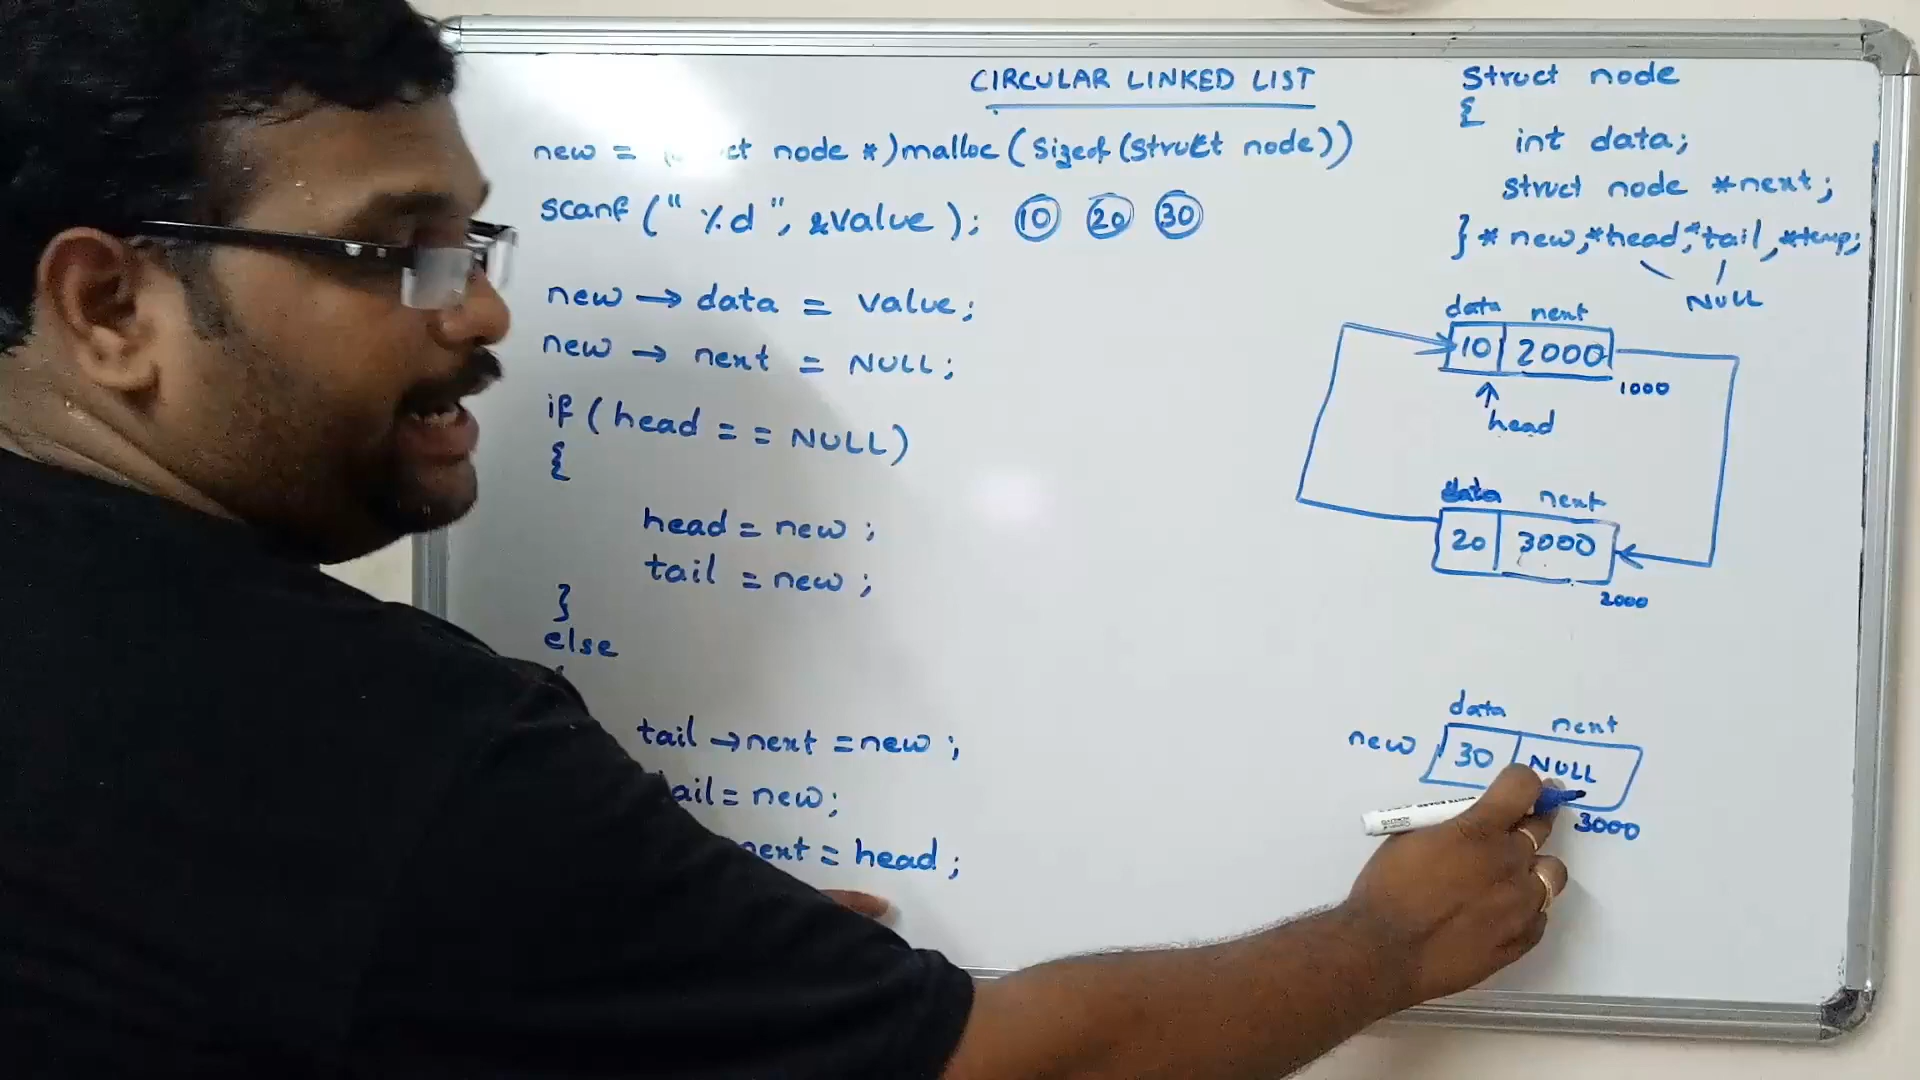 CIRCULAR LINKED LIST
new = ct node *) malloc ( Sizeof (Struct node))
scanf (" %d ", &value ); 10 20 30
new → data = value;
new → next = NULL;
if ( head = = NULL)
{
head = new ;
tail = new ;
}
else
tail → next = new ;
ail = new;
next = head ;
Struct node
{
int data;
struct node *next;
} * new, *head, *tail, *temp;
NULL
data next
10 2000
1000
head
data next
20 3000
2000
data next
new 30 NULL
3000